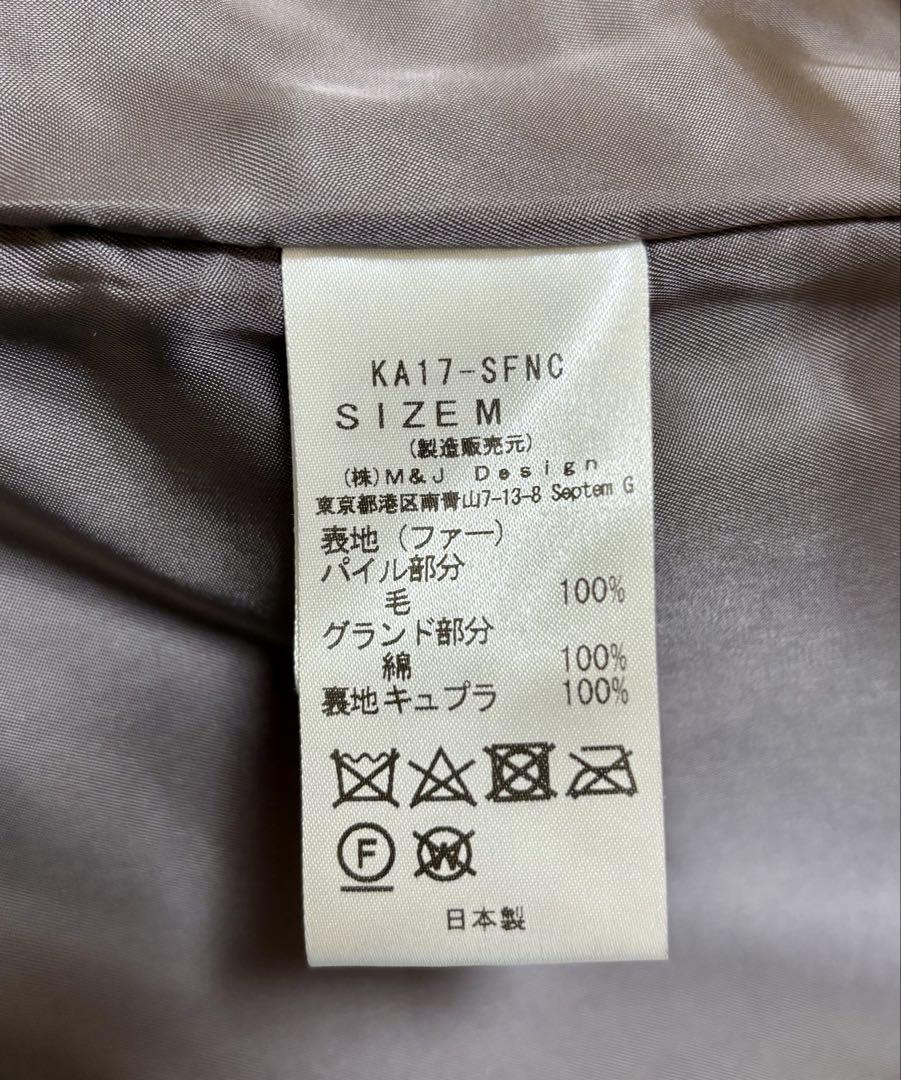 KA17-SFNC
SIZE M
(製造販売元)
(株)M&J Design
東京都港区南青山7-13-8 Septem G
表地(ファー)
パイル部分
毛 100%
グランド部分
綿 100%
裏地キュプラ 100%
F W
日本製